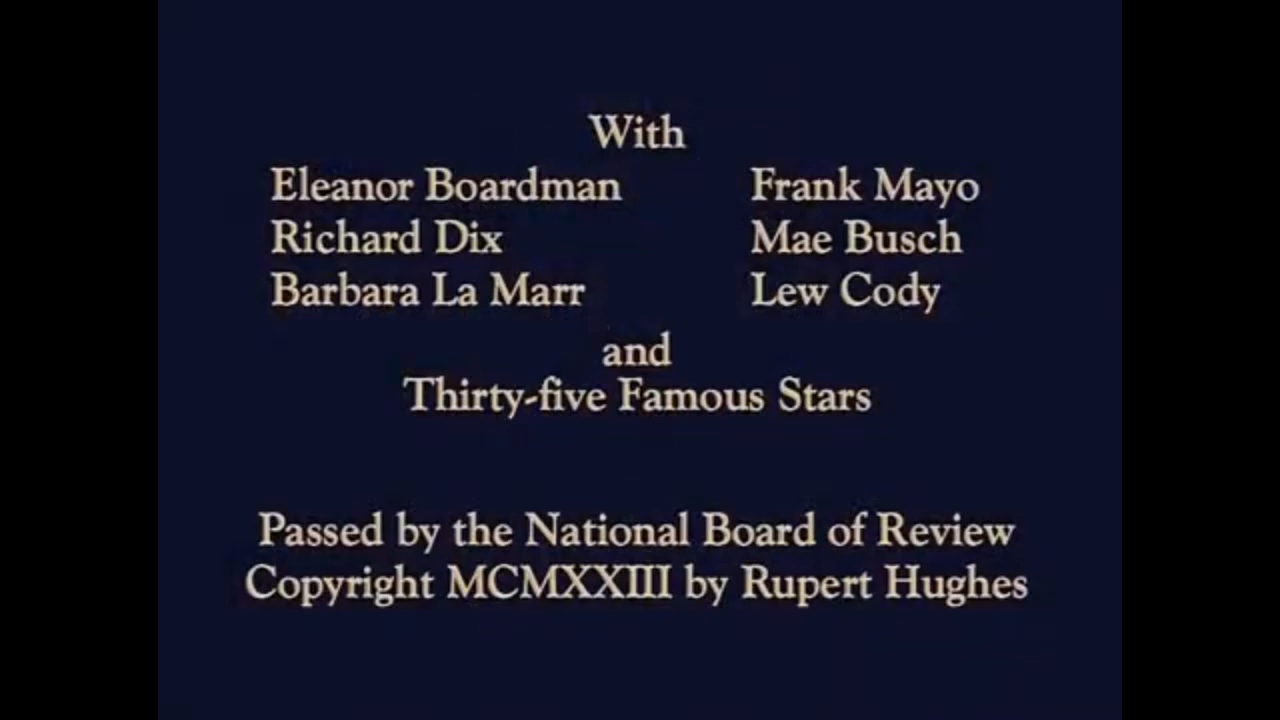 With
Eleanor Boardman Frank Mayo
Richard Dix Mae Busch
Barbara La Marr Lew Cody
and
Thirty-five Famous Stars
Passed by the National Board of Review
Copyright MCMXXIII by Rupert Hughes